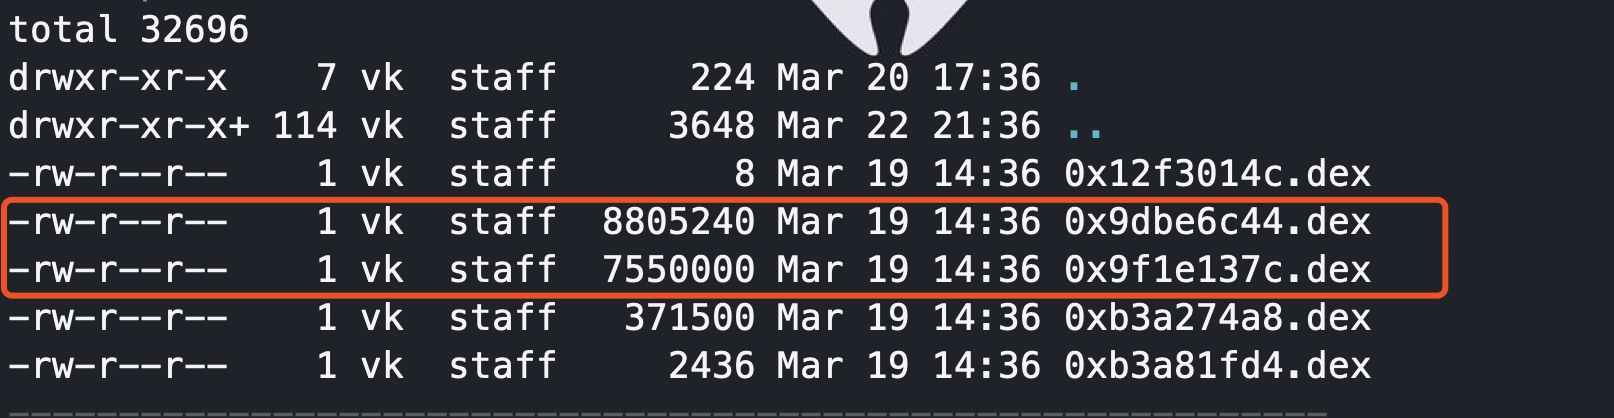 total 32696
drwxr-xr-x    7 vk  staff      224 Mar 20 17:36 .
drwxr-xr-x+ 114 vk  staff     3648 Mar 22 21:36 ..
-rw-r--r--    1 vk  staff        8 Mar 19 14:36 0x12f3014c.dex
-rw-r--r--    1 vk  staff  8805240 Mar 19 14:36 0x9dbe6c44.dex
-rw-r--r--    1 vk  staff  7550000 Mar 19 14:36 0x9f1e137c.dex
-rw-r--r--    1 vk  staff   371500 Mar 19 14:36 0xb3a274a8.dex
-rw-r--r--    1 vk  staff     2436 Mar 19 14:36 0xb3a81fd4.dex